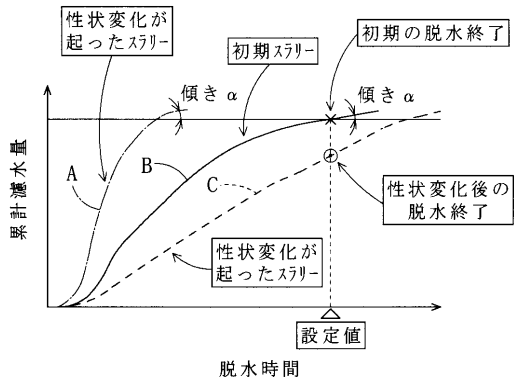 性状変化が
起ったスラリー
初期スラリー
初期の脱水終了
傾きα
傾きα
A
B
C
性状変化後の
脱水終了
性状変化が
起ったスラリー
設定値
累計濾水量
脱水時間